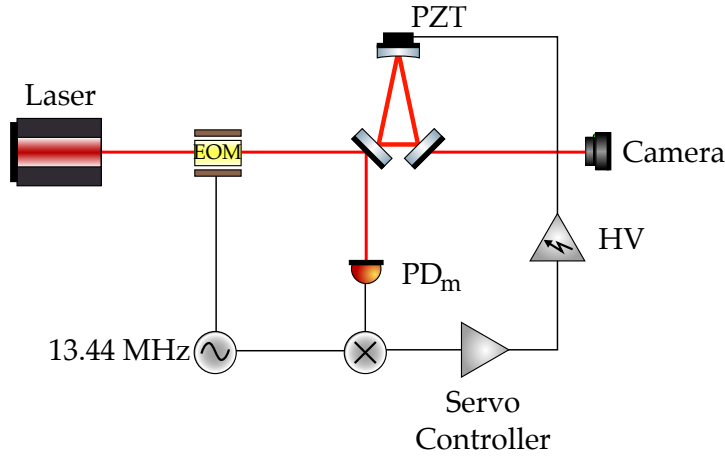 PZT
Laser
EOM
Camera
HV
PDm
13.44 MHz
Servo
Controller